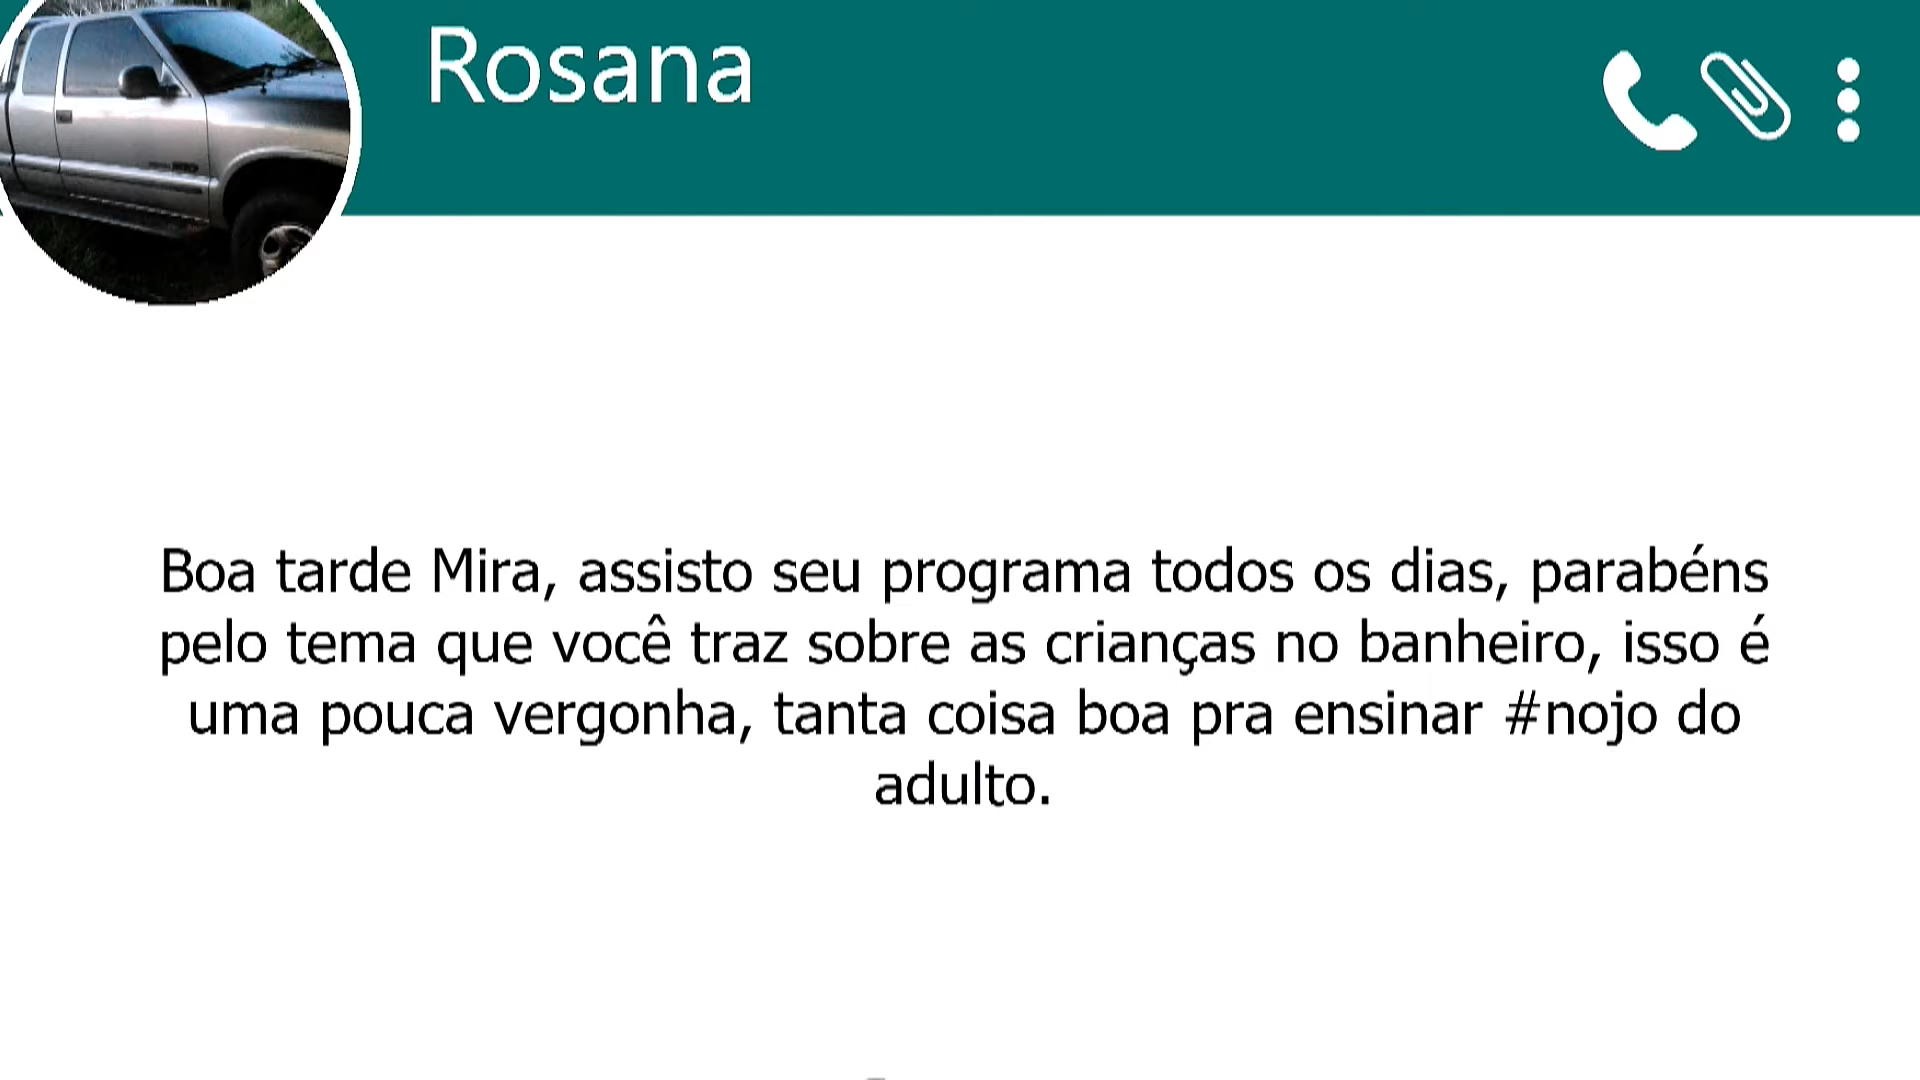 Rosana
Boa tarde Mira, assisto seu programa todos os dias, parabéns
pelo tema que você traz sobre as crianças no banheiro, isso é
uma pouca vergonha, tanta coisa boa pra ensinar #nojo do
adulto.